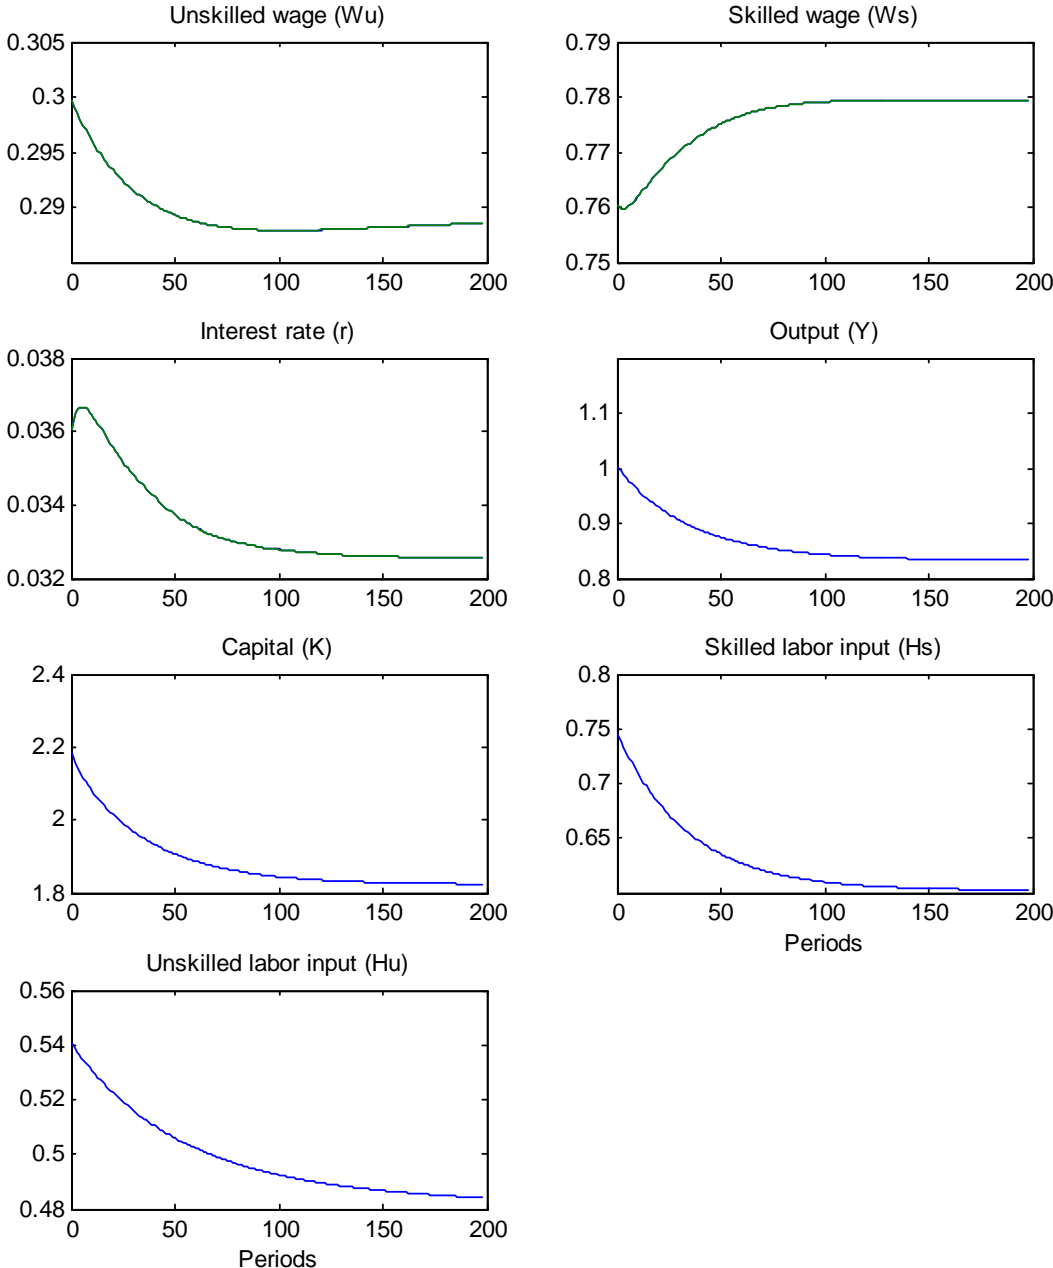 Unskilled wage (Wu)
0.305
0.3
0.295
0.29
0 50 100 150 200
Skilled wage (Ws)
0.79
0.78
0.77
0.76
0.75
0 50 100 150 200
Interest rate (r)
0.038
0.036
0.034
0.032
0 50 100 150 200
Output (Y)
1.1
1
0.9
0.8
0 50 100 150 200
Capital (K)
2.4
2.2
2
1.8
0 50 100 150 200
Skilled labor input (Hs)
0.8
0.75
0.7
0.65
0 50 100 150 200
Periods
Unskilled labor input (Hu)
0.56
0.54
0.52
0.5
0.48
0 50 100 150 200
Periods